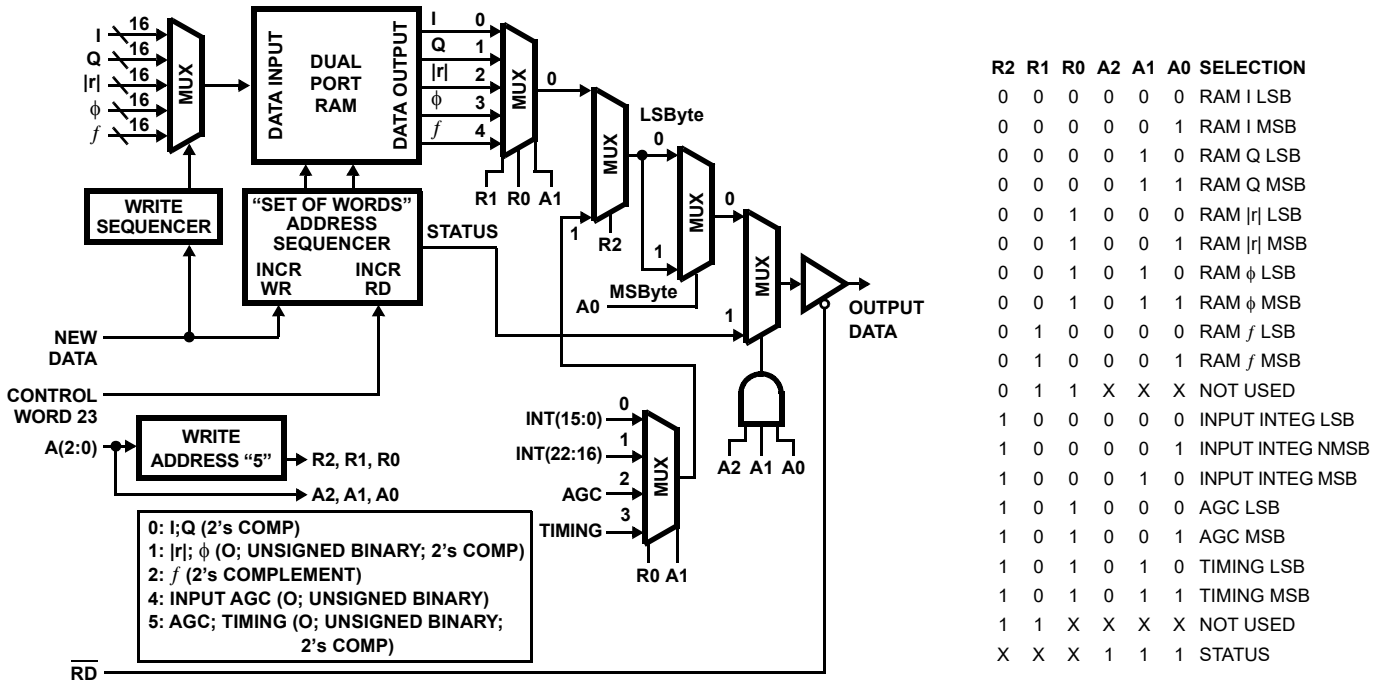 I 16
Q 16
|r| 16
ϕ 16
f 16
MUX
DATA INPUT
DUAL
PORT
RAM
DATA OUTPUT
I 0
Q 1
|r| 2
ϕ 3
f 4
MUX
0
R1 R0 A1
MUX
1
R2
LSByte
0
1
MSByte
A0
MUX
0
1
MUX
OUTPUT
DATA
WRITE
SEQUENCER
“SET OF WORDS”
ADDRESS
SEQUENCER
INCR INCR
WR RD
STATUS
NEW
DATA
CONTROL
WORD 23
A(2:0)
WRITE
ADDRESS “5”
R2, R1, R0
A2, A1, A0
INT(15:0) 0
INT(22:16) 1
AGC 2
TIMING 3
MUX
R0 A1
A2 A1 A0
0: I;Q (2’s COMP)
1: |r|; ϕ (O; UNSIGNED BINARY; 2’s COMP)
2: f (2’s COMPLEMENT)
4: INPUT AGC (O; UNSIGNED BINARY)
5: AGC; TIMING (O; UNSIGNED BINARY;
2’s COMP)
RD
R2 R1 R0 A2 A1 A0 SELECTION
0 0 0 0 0 0 RAM I LSB
0 0 0 0 0 1 RAM I MSB
0 0 0 0 1 0 RAM Q LSB
0 0 0 0 1 1 RAM Q MSB
0 0 1 0 0 0 RAM |r| LSB
0 0 1 0 0 1 RAM |r| MSB
0 0 1 0 1 0 RAM ϕ LSB
0 0 1 0 1 1 RAM ϕ MSB
0 1 0 0 0 0 RAM f LSB
0 1 0 0 0 1 RAM f MSB
0 1 1 X X X NOT USED
1 0 0 0 0 0 INPUT INTEG LSB
1 0 0 0 0 1 INPUT INTEG NMSB
1 0 0 0 1 0 INPUT INTEG MSB
1 0 1 0 0 0 AGC LSB
1 0 1 0 0 1 AGC MSB
1 0 1 0 1 0 TIMING LSB
1 0 1 0 1 1 TIMING MSB
1 1 X X X X NOT USED
X X X 1 1 1 STATUS